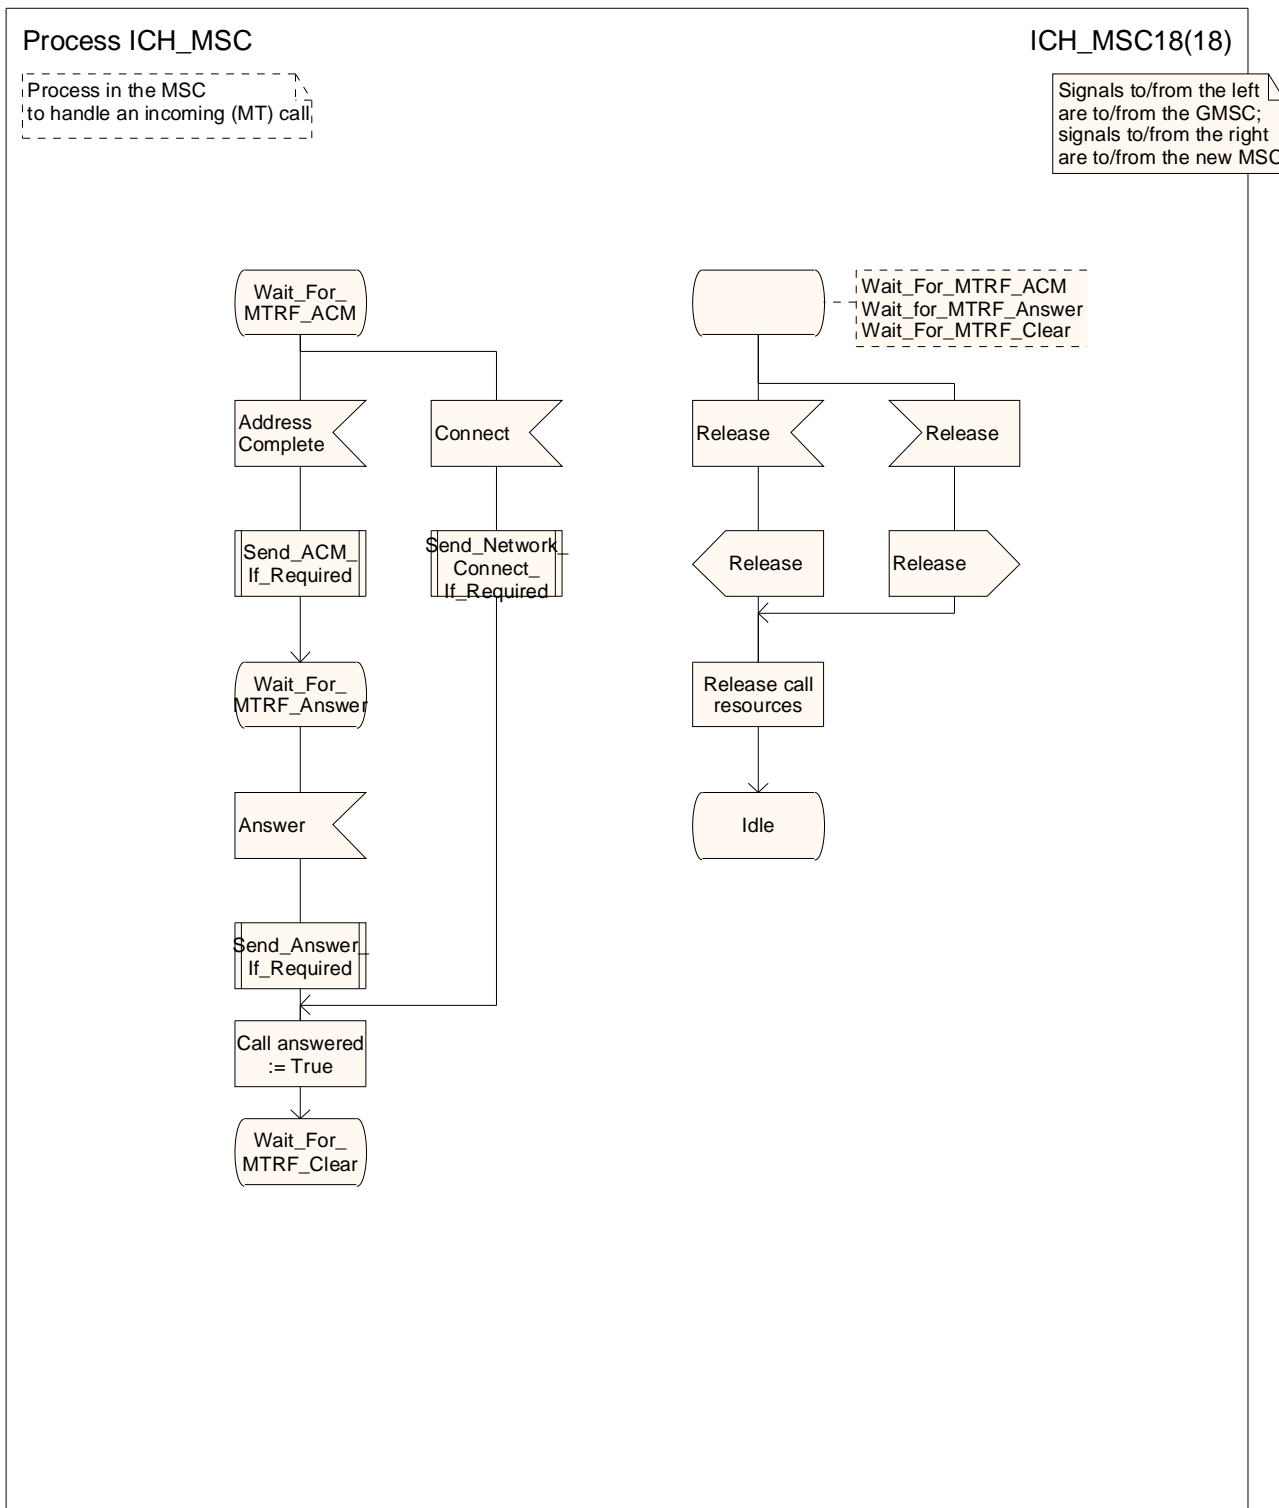 Process ICH_MSC
ICH_MSC18(18)
Process in the MSC
to handle an incoming (MT) call
Signals to/from the left
are to/from the GMSC;
signals to/from the right
are to/from the new MSC
Wait_For_
MTRF_ACM
Address
Complete
Connect
Send_ACM_
If_Required
Send_Network_
Connect_
If_Required
Wait_For_
MTRF_Answer
Answer
Send_Answer_
If_Required
Call answered
:= True
Wait_For_
MTRF_Clear
Wait_For_MTRF_ACM
Wait_for_MTRF_Answer
Wait_For_MTRF_Clear
Release
Release
Release
Release
Release call
resources
Idle